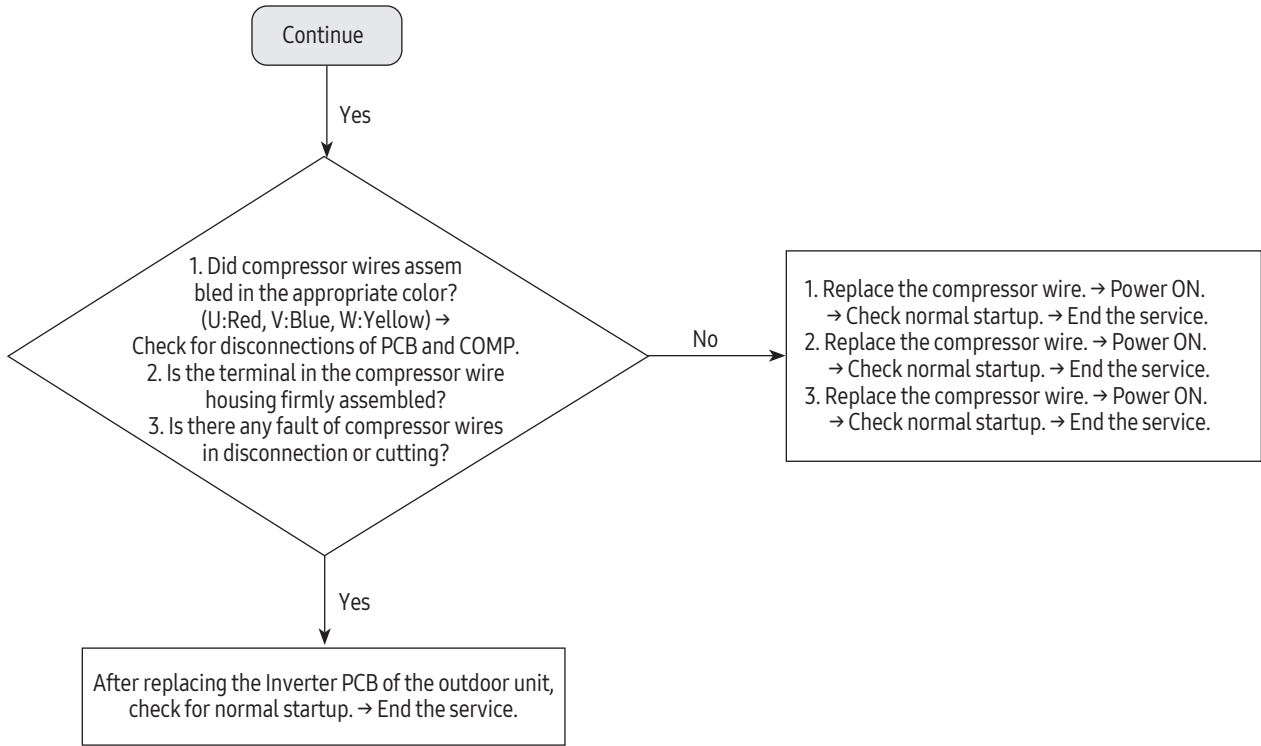 Continue
Yes
1. Did compressor wires assem
bled in the appropriate color?
(U:Red, V:Blue, W:Yellow) →
Check for disconnections of PCB and COMP.
2. Is the terminal in the compressor wire
housing firmly assembled?
3. Is there any fault of compressor wires
in disconnection or cutting?
No
1. Replace the compressor wire. → Power ON.
→ Check normal startup. → End the service.
2. Replace the compressor wire. → Power ON.
→ Check normal startup. → End the service.
3. Replace the compressor wire. → Power ON.
→ Check normal startup. → End the service.
Yes
After replacing the Inverter PCB of the outdoor unit,
check for normal startup. → End the service.